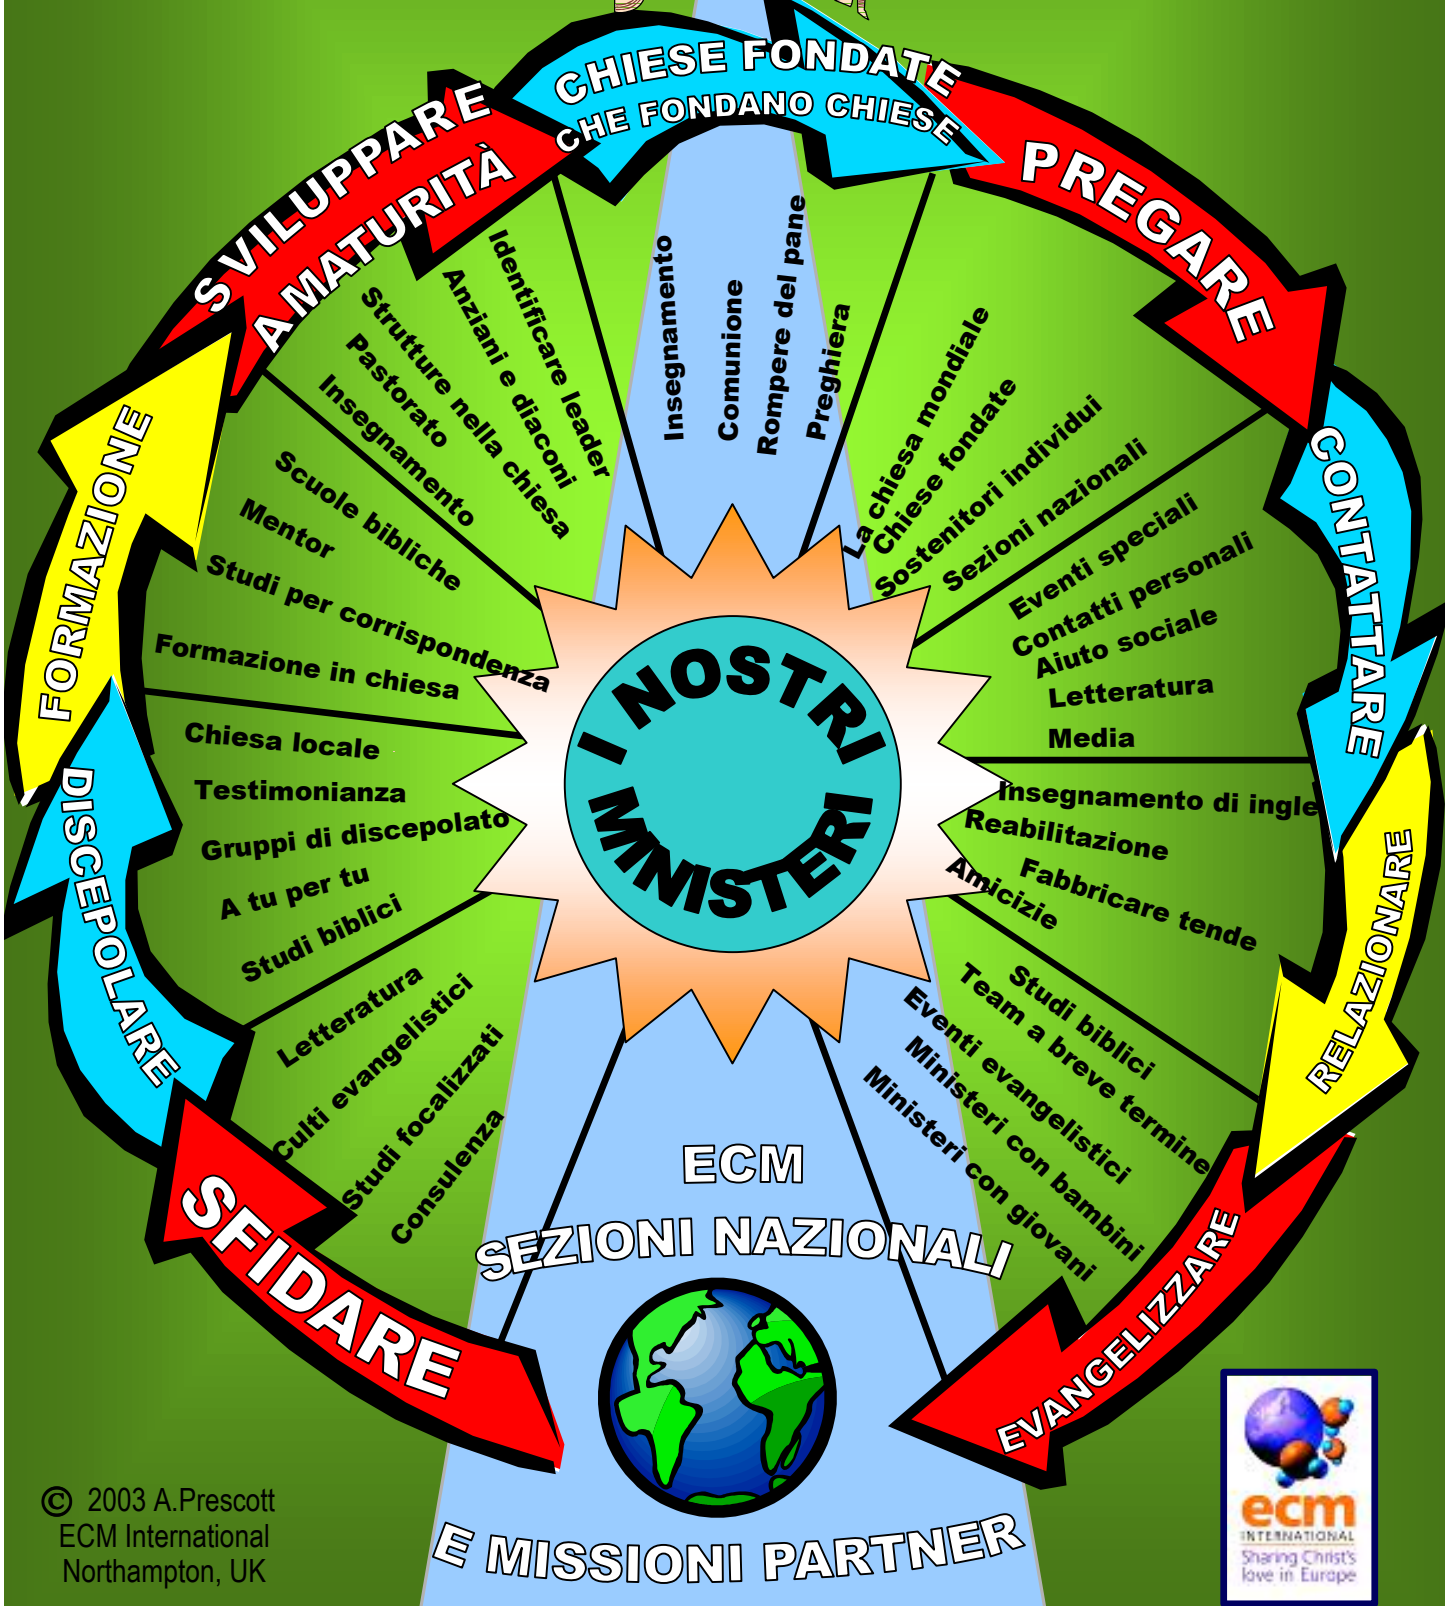 CHIESE FONDATE
CHE FONDANO CHIESE
PREGARE
CONTATTARE
RELAZIONARE
EVANGELIZZARE
SFIDARE
DISCEPOLARE
FORMAZIONE
SVILUPPARE
A MATURITÀ
Insegnamento
Comunione
Rompere del pane
Preghiera
La chiesa mondiale
Chiese fondate
Sostenitori individui
Sezioni nazionali
Eventi speciali
Contatti personali
Aiuto sociale
Letteratura
Media
Insegnamento di ingle
Reabilitazione
Fabbricare tende
Amicizie
Studi biblici
Team a breve termine
Eventi evangelistici
Ministeri con bambini
Ministeri con giovani
Consulenza
Studi focalizzati
Culti evangelistici
Letteratura
Studi biblici
A tu per tu
Gruppi di discepolato
Testimonianza
Chiesa locale
Formazione in chiesa
Studi per corrispondenza
Mentor
Scuole bibliche
Insegnamento
Pastorato
Strutture nella chiesa
Anziani e diaconi
Identificare leader
I NOSTRI
MINISTERI
ECM
SEZIONI NAZIONALI
E MISSIONI PARTNER
© 2003 A.Prescott
ECM International
Northampton, UK
ecm
INTERNATIONAL
Sharing Christ's
love in Europe